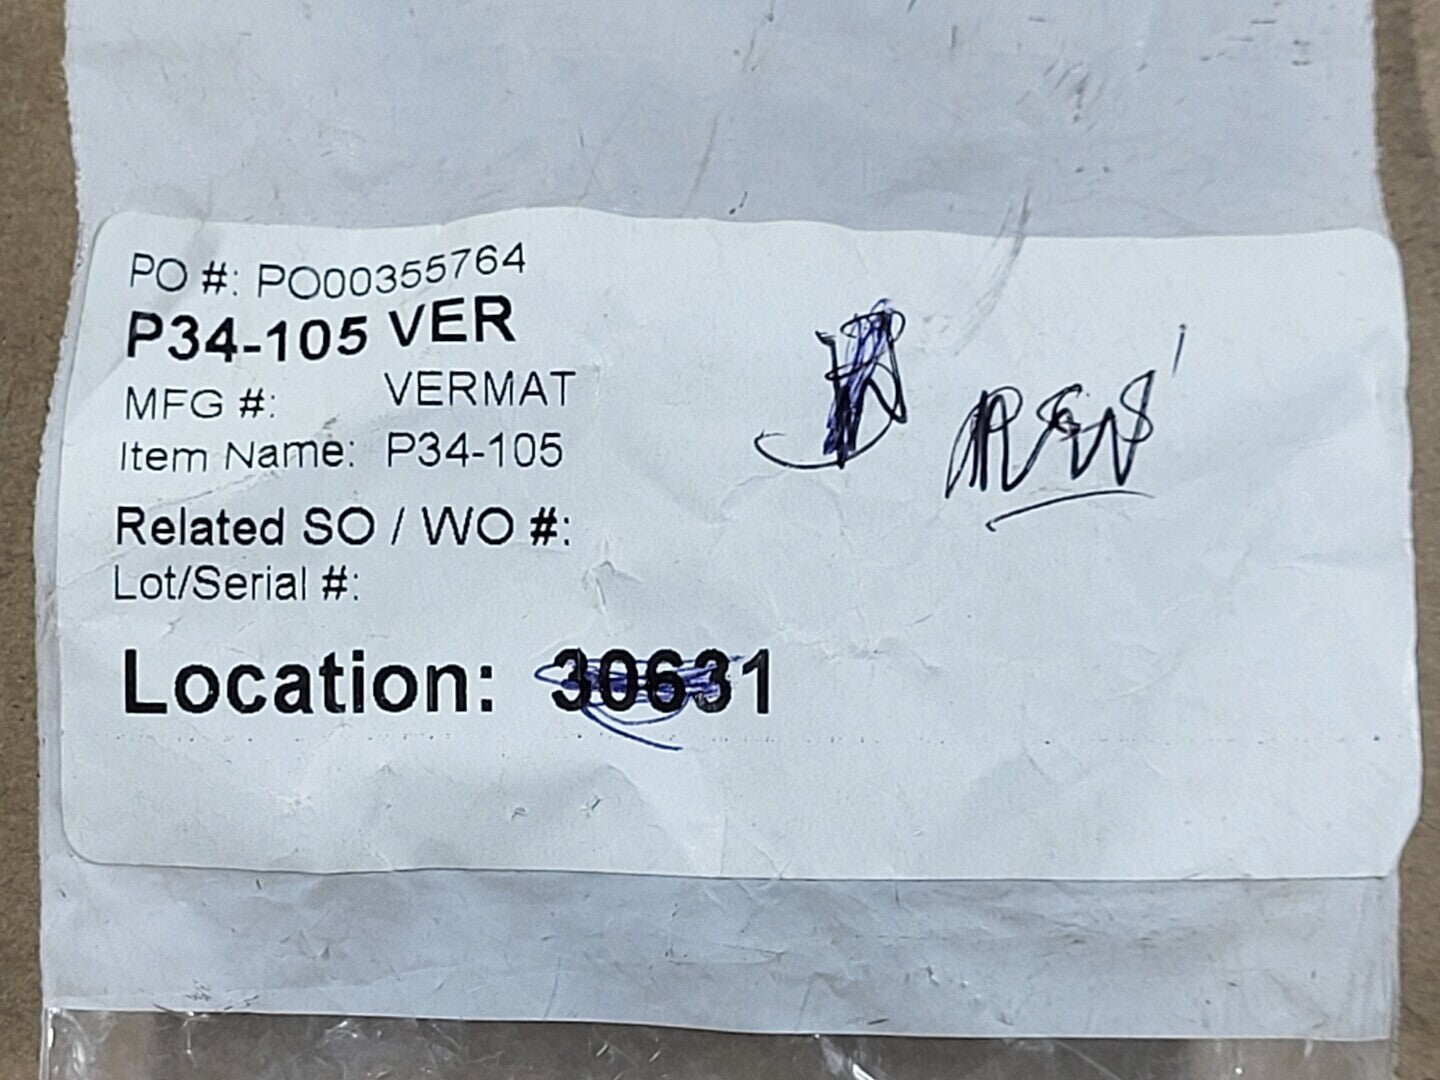 PO #: PO00355764
P34-105 VER
MFG #: VERMAT
Item Name: P34-105
Related SO / WO #:
Lot/Serial #:
Location: 30631